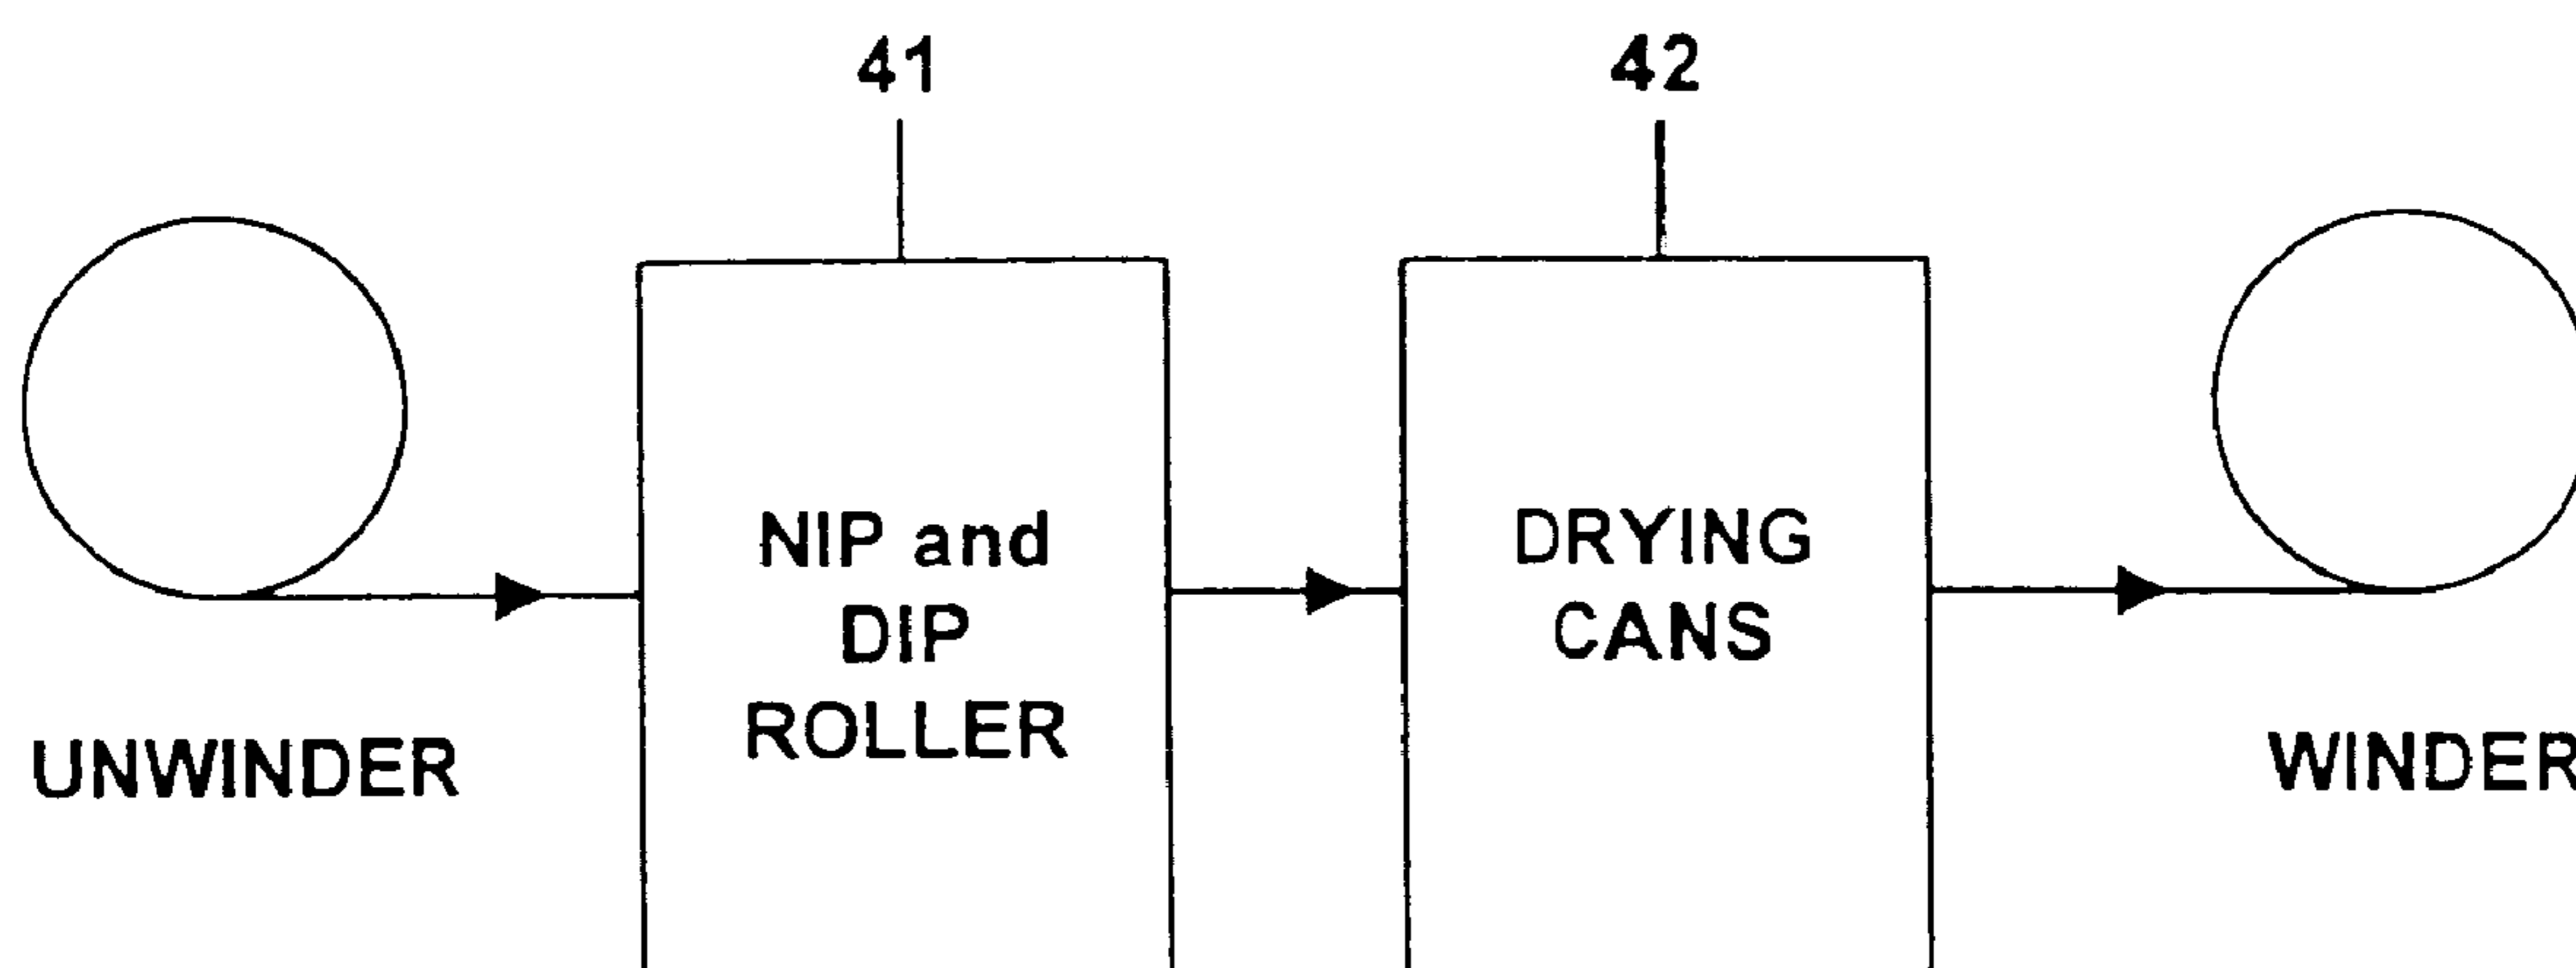 41
42
NIP and
DIP
ROLLER
DRYING
CANS
UNWINDER
WINDER